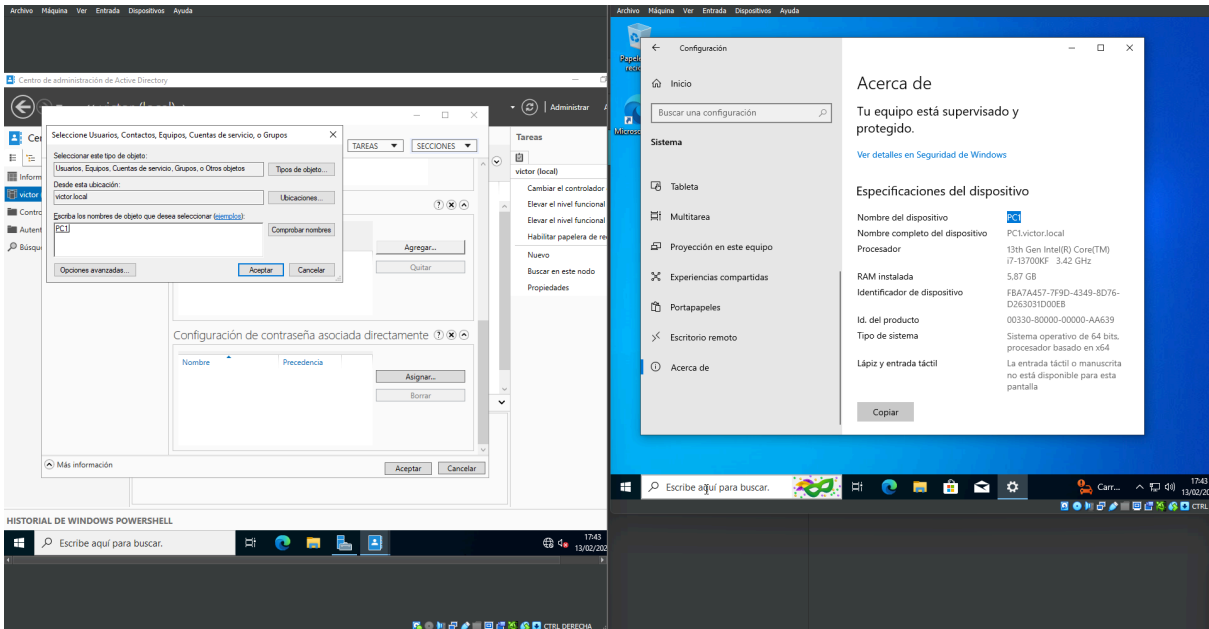 Archivo Máquina Ver Entrada Dispositivos Ayuda
Centro de administración de Active Directory
Administrar
Seleccione Usuarios, Contactos, Equipos, Cuentas de servicio, o Grupos
Seleccionar este tipo de objeto:
Usuarios, Equipos, Cuentas de servicio, Grupos, o Otros objetos
Tipos de objeto...
Desde esta ubicación:
victor.local
Ubicaciones...
Escriba los nombres de objeto que desea seleccionar (ejemplos):
PC1
Comprobar nombres
Opciones avanzadas...
Aceptar
Cancelar
TAREAS
SECCIONES
Agregar...
Quitar
Configuración de contraseña asociada directamente
Nombre
Precedencia
Asignar...
Borrar
Más información
Aceptar
Cancelar
Tareas
victor (local)
Cambiar el controlador
Elevar el nivel funcional
Elevar el nivel funcional
Habilitar papelera de re
Nuevo
Buscar en este nodo
Propiedades
HISTORIAL DE WINDOWS POWERSHELL
Escribe aquí para buscar.
17:43
13/02/202
CTRL DERECHA
Archivo Máquina Ver Entrada Dispositivos Ayuda
Configuración
Inicio
Buscar una configuración
Sistema
Tableta
Multitarea
Proyección en este equipo
Experiencias compartidas
Portapapeles
Escritorio remoto
Acerca de
Acerca de
Tu equipo está supervisado y
protegido.
Ver detalles en Seguridad de Windows
Especificaciones del dispositivo
Nombre del dispositivo PC1
Nombre completo del dispositivo PC1.victor.local
Procesador 13th Gen Intel(R) Core(TM)
i7-13700KF 3.42 GHz
RAM instalada 5,87 GB
Identificador de dispositivo FBA7A457-7F9D-4349-8D76-
D263031D00EB
Id. del producto 00330-80000-00000-AA639
Tipo de sistema Sistema operativo de 64 bits,
procesador basado en x64
Lápiz y entrada táctil La entrada táctil o manuscrita
no está disponible para esta
pantalla
Copiar
Escribe aquí para buscar.
Carr...
17:43
13/02/20
CTRL